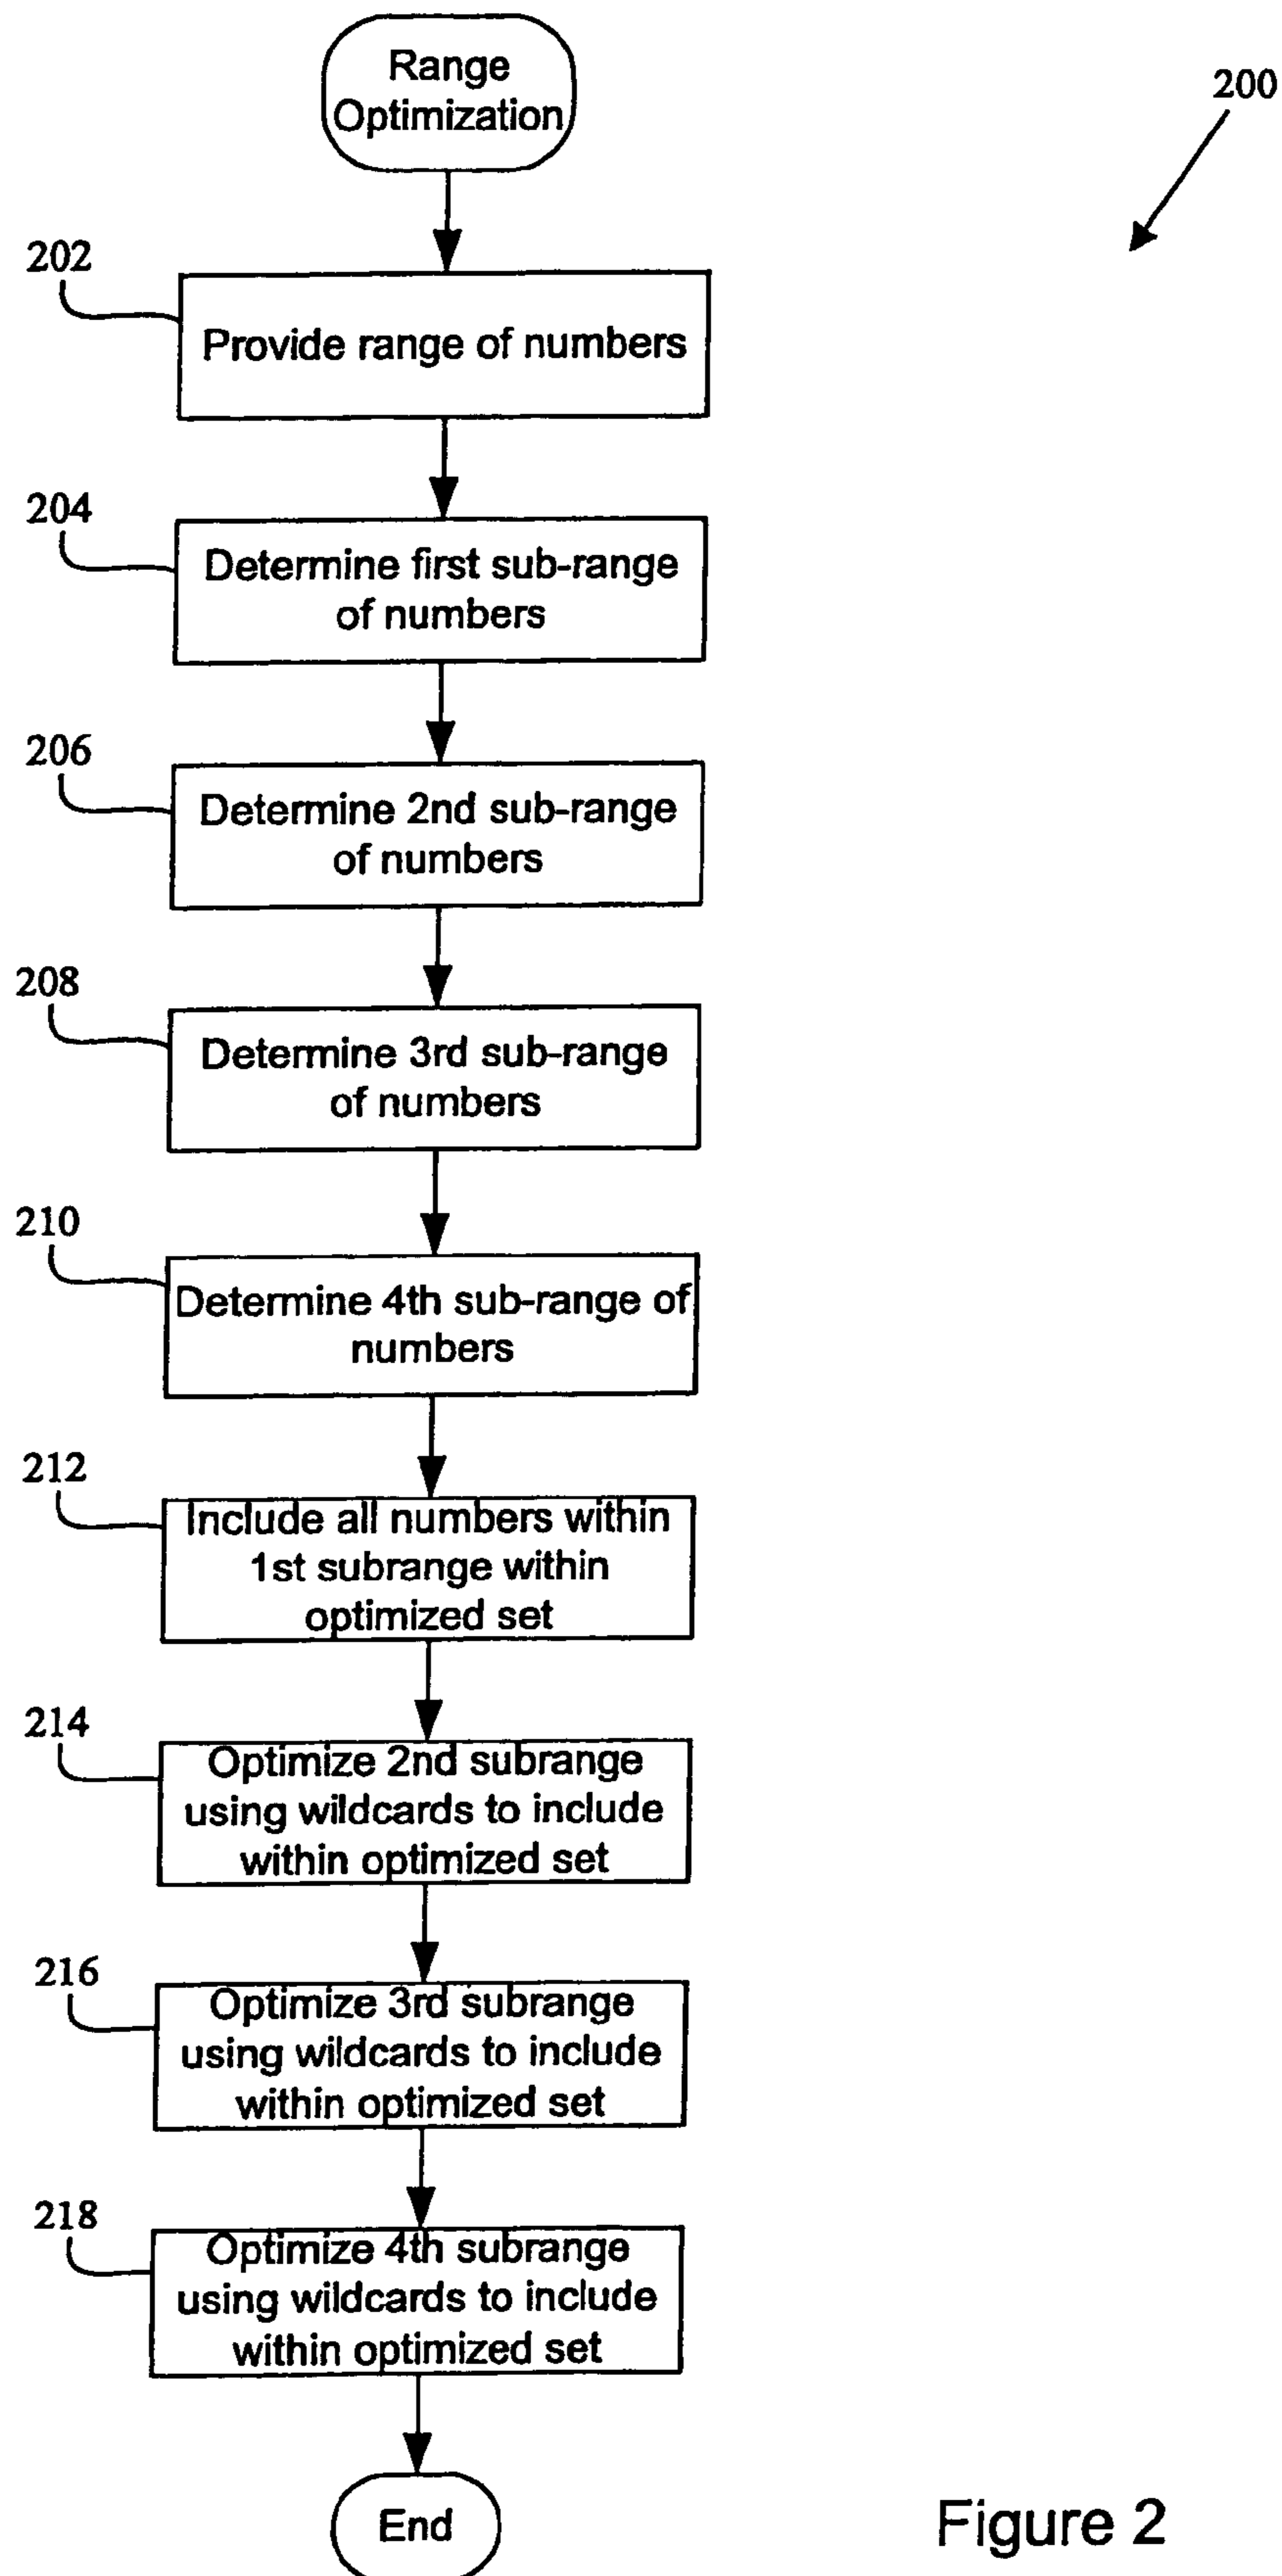 Range
Optimization
200
202
Provide range of numbers
204
Determine first sub-range
of numbers
206
Determine 2nd sub-range
of numbers
208
Determine 3rd sub-range
of numbers
210
Determine 4th sub-range of
numbers
212
Include all numbers within
1st subrange within
optimized set
214
Optimize 2nd subrange
using wildcards to include
within optimized set
216
Optimize 3rd subrange
using wildcards to include
within optimized set
218
Optimize 4th subrange
using wildcards to include
within optimized set
End
Figure 2